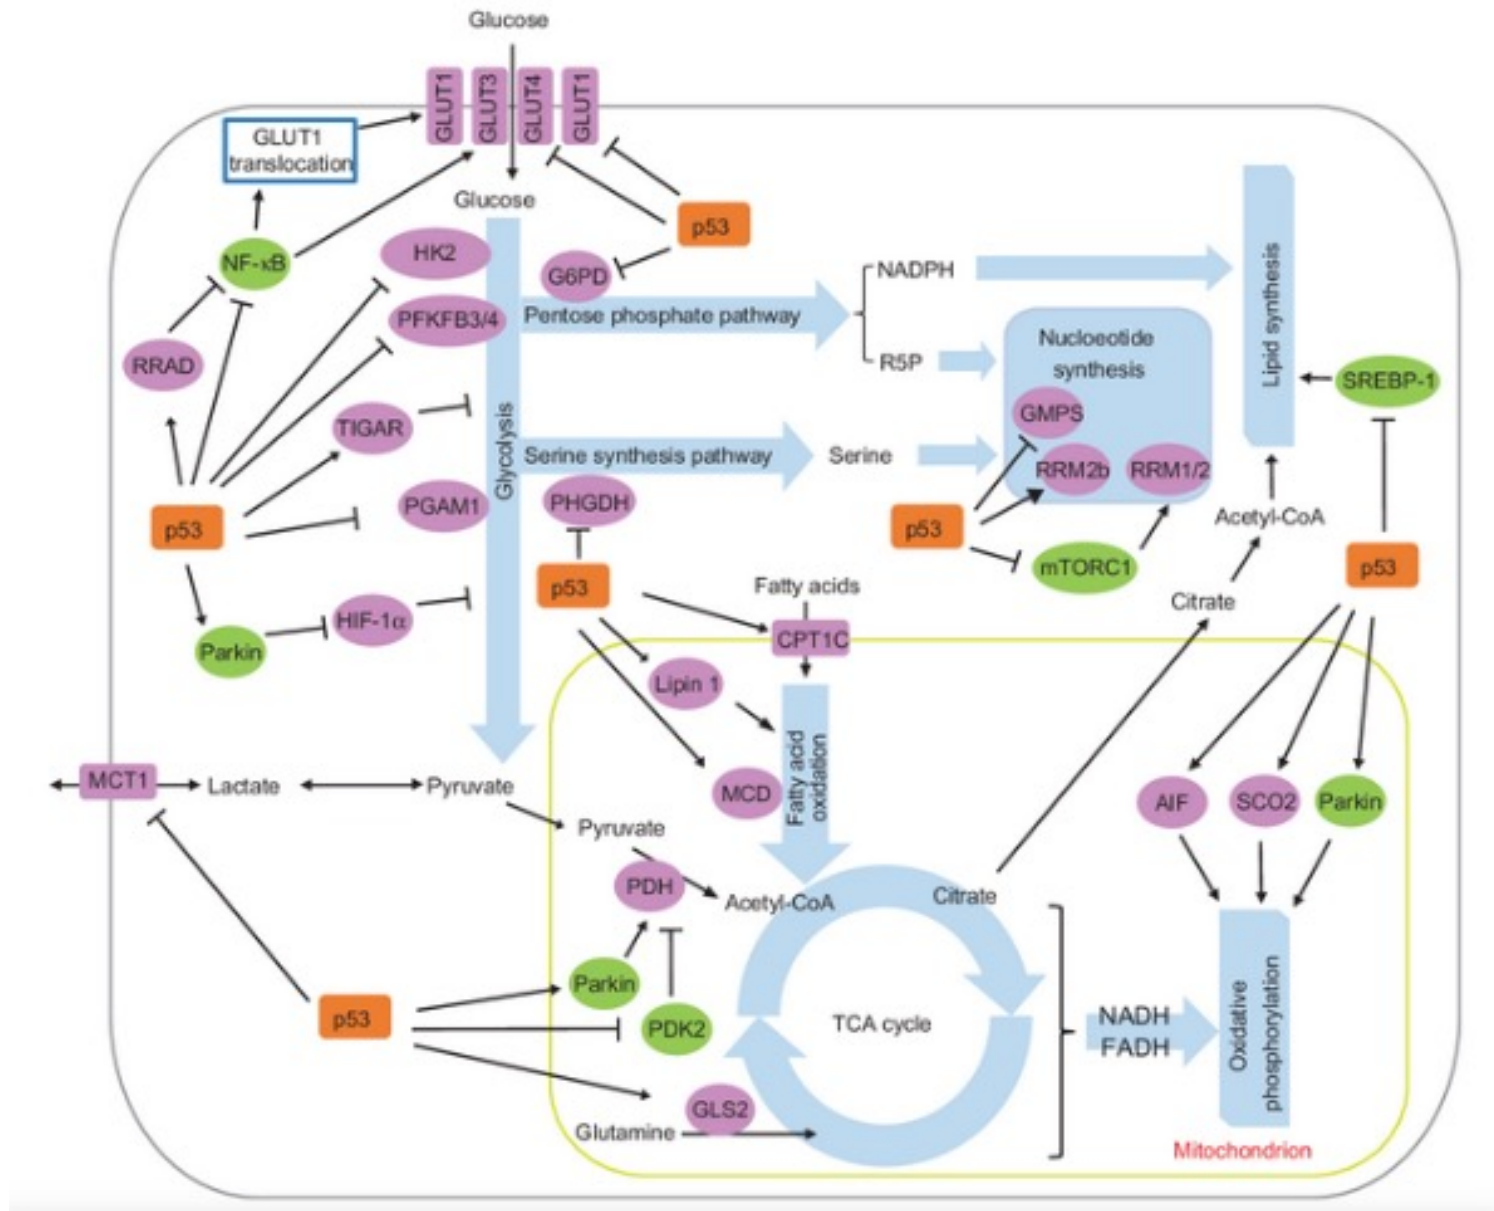 Glucose
GLUT1
GLUT3
GLUT4
GLUT1
GLUT1
translocation
Glucose
p53
NF-κB
HK2
G6PD
NADPH
PFKFB3/4
Pentose phosphate pathway
Nucloeotide
synthesis
Lipid synthesis
RRAD
R5P
SREBP-1
TIGAR
GMPS
Glycolysis
Serine synthesis pathway
Serine
RRM2b
RRM1/2
PGAM1
PHGDH
Acetyl-CoA
p53
p53
mTORC1
p53
p53
Fatty acids
Citrate
HIF-1α
Parkin
CPT1C
Lipin 1
Fatty acid
oxidation
MCT1
Lactate
Pyruvate
MCD
AIF
SCO2
Parkin
Pyruvate
PDH
Acetyl-CoA
Citrate
Parkin
p53
PDK2
TCA cycle
NADH
FADH
Oxidative
phosphorylation
GLS2
Glutamine
Mitochondrion